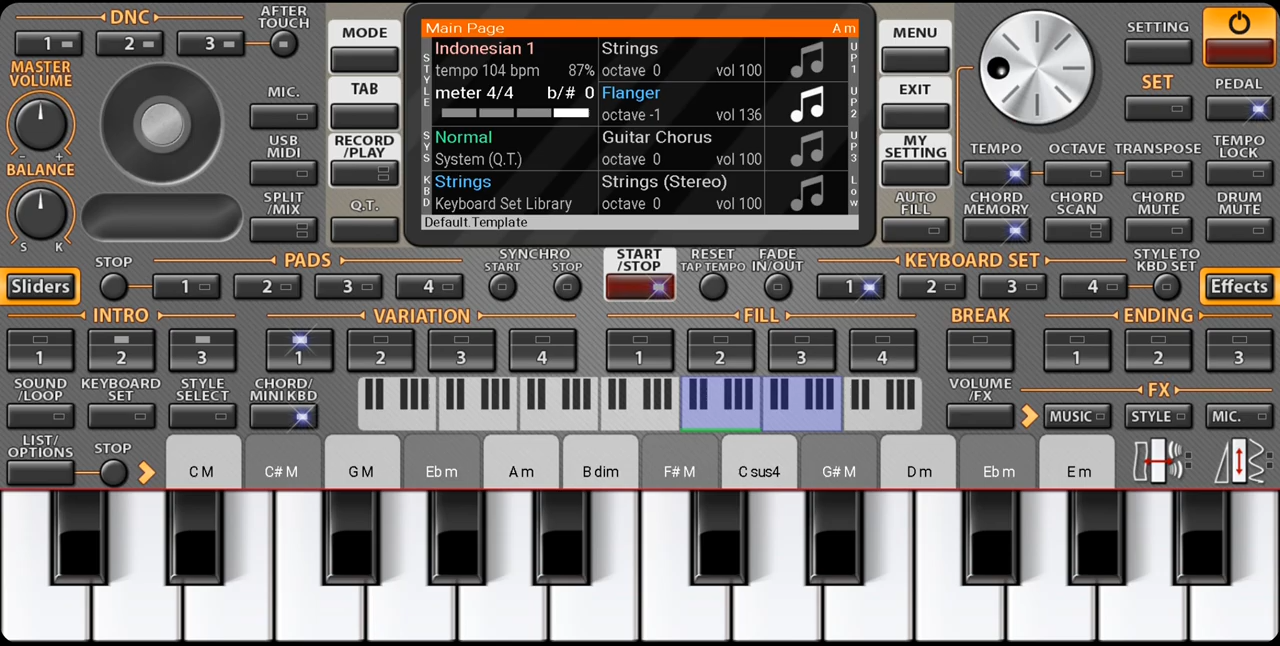 DNC
AFTER
TOUCH
1 2 3
MASTER
VOLUME
- +
BALANCE
S K
MIC.
USB
MIDI
SPLIT
/MIX
MODE
TAB
RECORD
/PLAY
Q.T.
Main Page Am
STYLE
Indonesian 1
tempo 104 bpm 87%
meter 4/4 b/# 0
SYS
Normal
System (Q.T.)
KBD
Strings
Keyboard Set Library
Strings
octave 0 vol 100
UP1
Flanger
octave -1 vol 136
UP2
Guitar Chorus
octave 0 vol 100
UP3
Strings (Stereo)
octave 0 vol 100
Low
Default.Template
MENU
EXIT
MY
SETTING
AUTO
FILL
SETTING
SET
PEDAL
TEMPO OCTAVE TRANSPOSE TEMPO
LOCK
CHORD
MEMORY
CHORD
SCAN
CHORD
MUTE
DRUM
MUTE
Sliders
STOP
PADS
1 2 3 4
SYNCHRO
START STOP
START
/STOP
RESET
TAP TEMPO
FADE
IN/OUT
KEYBOARD SET
1 2 3 4
STYLE TO
KBD SET
Effects
INTRO
1 2 3
VARIATION
1 2 3 4
FILL
1 2 3 4
BREAK
ENDING
1 2 3
SOUND
/LOOP
KEYBOARD
SET
STYLE
SELECT
CHORD/
MINI KBD
VOLUME
/FX
FX
MUSIC STYLE MIC.
LIST/
OPTIONS
STOP
C M C# M G M Eb m A m B dim F# M C sus4 G# M D m Eb m E m